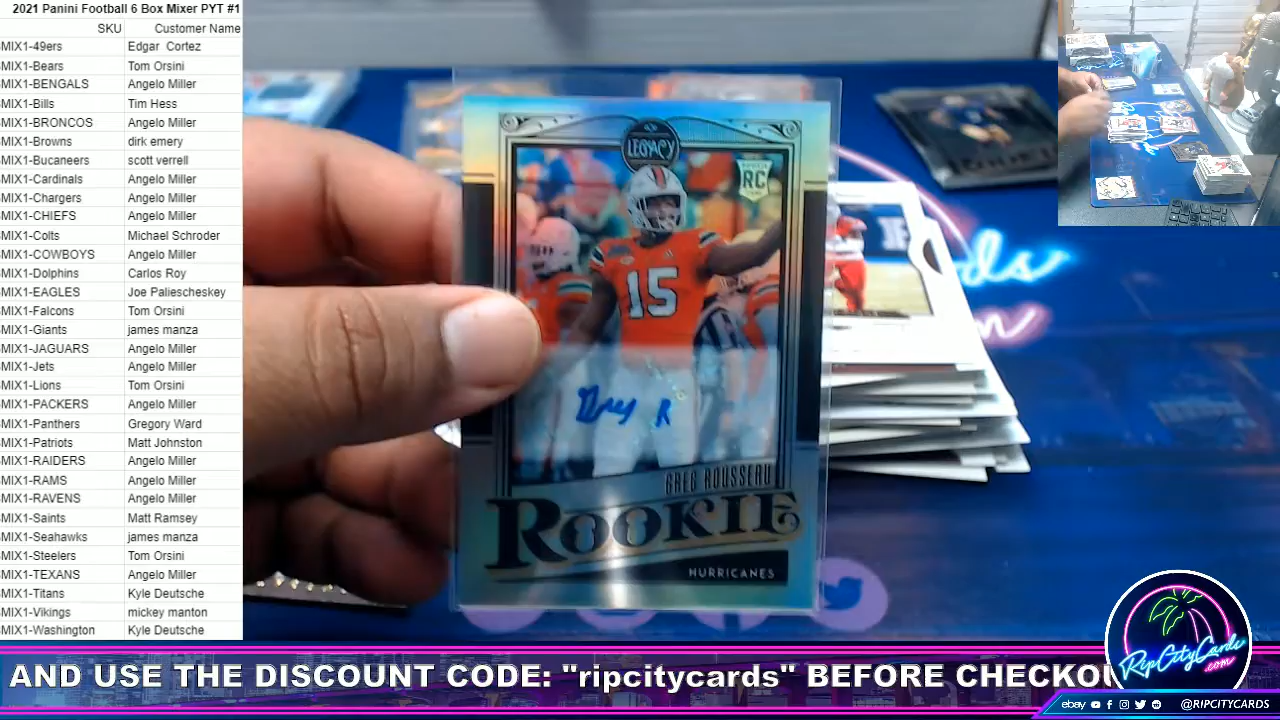 2021 Panini Football 6 Box Mixer PYT #1
SKU Customer Name
MIX1-49ers Edgar Cortez
MIX1-Bears Tom Orsini
MIX1-BENGALS Angelo Miller
MIX1-Bills Tim Hess
MIX1-BRONCOS Angelo Miller
MIX1-Browns dirk emery
MIX1-Bucaneers scott verrell
MIX1-Cardinals Angelo Miller
MIX1-Chargers Angelo Miller
MIX1-CHIEFS Angelo Miller
MIX1-Colts Michael Schroder
MIX1-COWBOYS Angelo Miller
MIX1-Dolphins Carlos Roy
MIX1-EAGLES Joe Paliescheskey
MIX1-Falcons Tom Orsini
MIX1-Giants james manza
MIX1-JAGUARS Angelo Miller
MIX1-Jets Angelo Miller
MIX1-Lions Tom Orsini
MIX1-PACKERS Angelo Miller
MIX1-Panthers Gregory Ward
MIX1-Patriots Matt Johnston
MIX1-RAIDERS Angelo Miller
MIX1-RAMS Angelo Miller
MIX1-RAVENS Angelo Miller
MIX1-Saints Matt Ramsey
MIX1-Seahawks james manza
MIX1-Steelers Tom Orsini
MIX1-TEXANS Angelo Miller
MIX1-Titans Kyle Deutsche
MIX1-Vikings mickey manton
MIX1-Washington Kyle Deutsche
LEGACY
RC
15
Greg R
GREG ROUSSEAU
ROOKIE
HURRICANES
ds
AND USE THE DISCOUNT CODE: "ripcitycards" BEFORE CHECKOU
RipCityCards
.com
ebay @RIPCITYCARDS